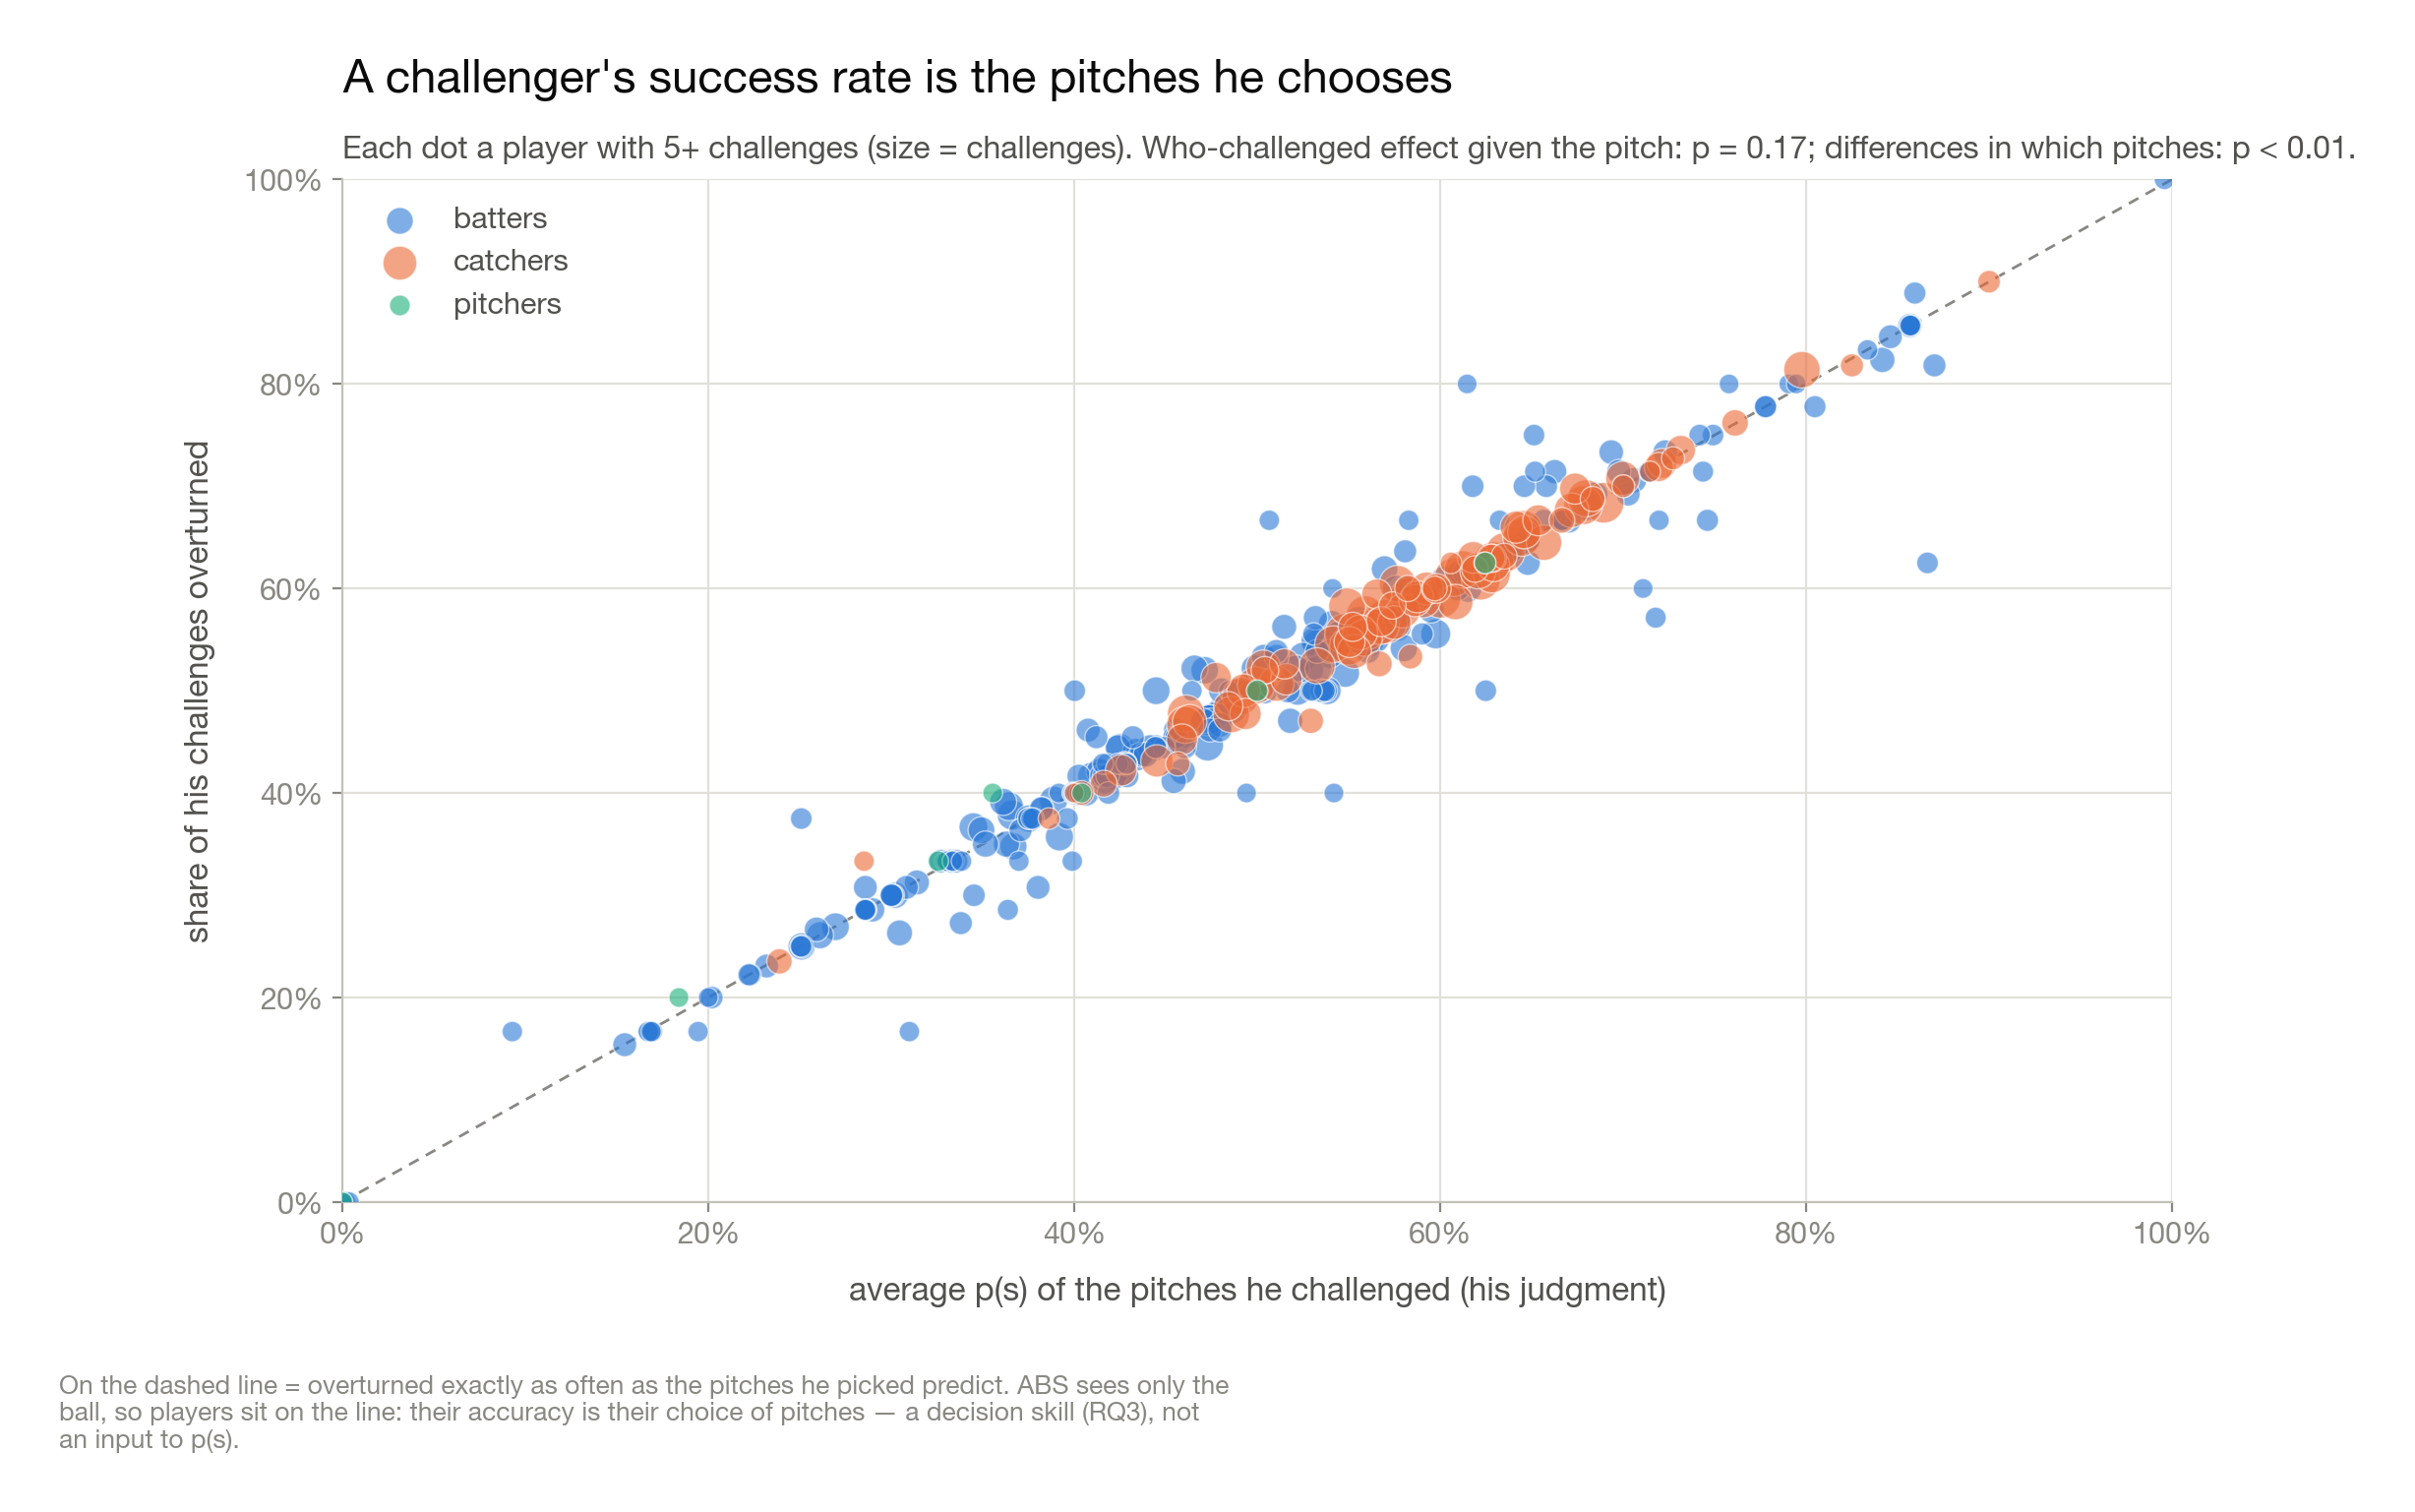 A challenger's success rate is the pitches he chooses
Each dot a player with 5+ challenges (size = challenges). Who-challenged effect given the pitch: p = 0.17; differences in which pitches: p < 0.01.
100%
batters
catchers
pitchers
80%
60%
40%
20%
0%
share of his challenges overturned
0%
20%
40%
60%
80%
100%
average p(s) of the pitches he challenged (his judgment)
On the dashed line = overturned exactly as often as the pitches he picked predict. ABS sees only the
ball, so players sit on the line: their accuracy is their choice of pitches — a decision skill (RQ3), not
an input to p(s).